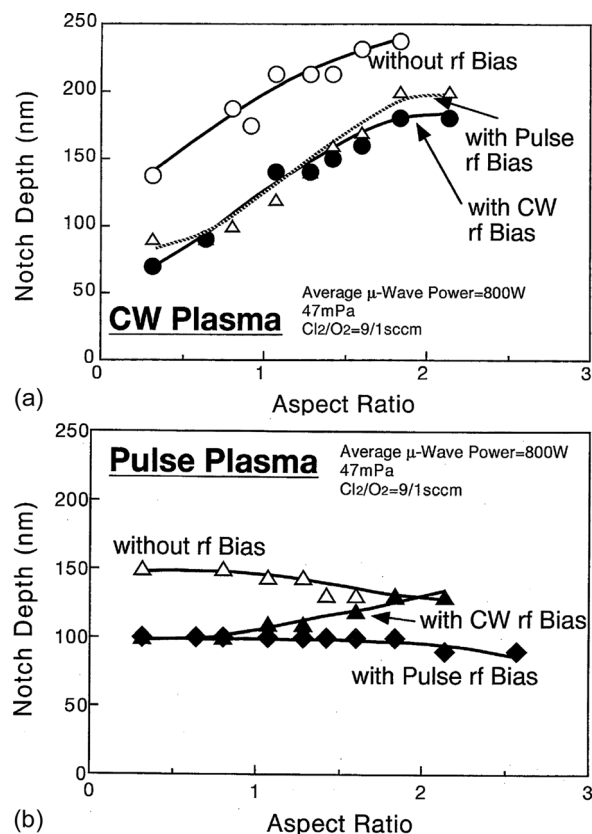 250
200
150
100
50
0
Notch Depth (nm)
without rf Bias
with Pulse
rf Bias
with CW
rf Bias
CW Plasma
Average μ-Wave Power=800W
47mPa
Cl2/O2=9/1sccm
0
1
2
3
Aspect Ratio
(a)
250
200
150
100
50
0
Notch Depth (nm)
Pulse Plasma
Average μ-Wave Power=800W
47mPa
Cl2/O2=9/1sccm
without rf Bias
with CW rf Bias
with Pulse rf Bias
0
1
2
3
Aspect Ratio
(b)